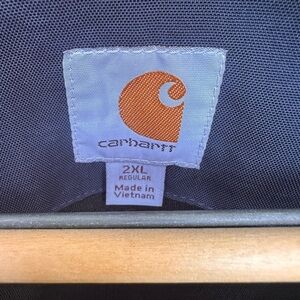 carhartt
2XL
REGULAR
Made in
Vietnam